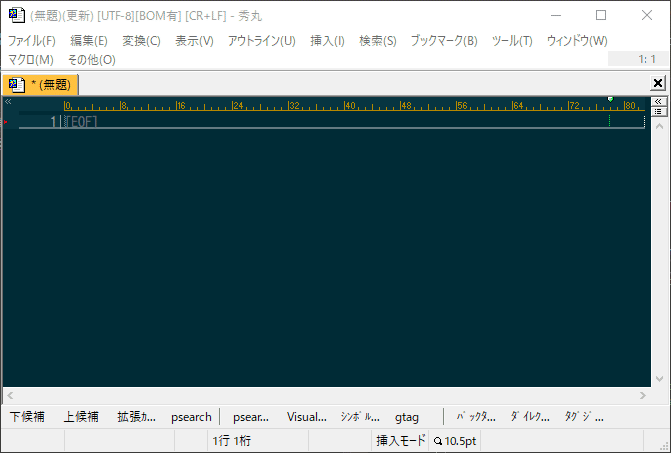 (無題)(更新) [UTF-8][BOM有] [CR+LF] - 秀丸
ファイル(F) 編集(E) 変換(C) 表示(V) アウトライン(U) 挿入(I) 検索(S) ブックマーク(B) ツール(T) ウィンドウ(W)
マクロ(M) その他(O) 1: 1
* (無題)
0 8 16 24 32 40 48 56 64 72 80
1 [EOF]
下候補 上候補 拡張ｶ... psearch psear... Visual... ｼﾝﾎﾞﾙ... gtag ﾊﾞｯｸﾀ... ﾀﾞｲﾚｸ... ﾀｸﾞｼﾞ...
1行 1桁 挿入モード 10.5pt